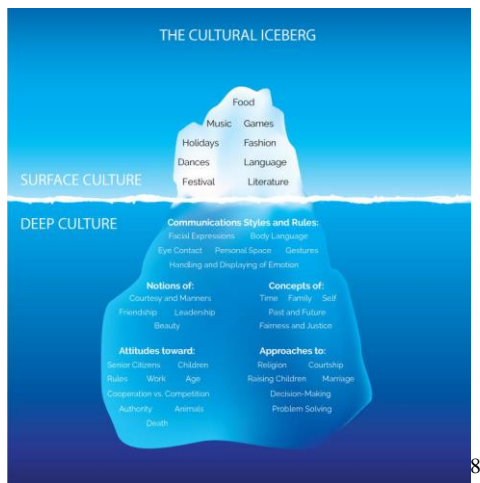 THE CULTURAL ICEBERG
Food
Music Games
Holidays Fashion
Dances Language
Festival Literature
SURFACE CULTURE
DEEP CULTURE
Communications Styles and Rules:
Facial Expressions Body Language
Eye Contact Personal Space Gestures
Handling and Displaying of Emotion
Notions of:
Courtesy and Manners
Friendship Leadership
Beauty
Concepts of:
Time Family Self
Past and Future
Fairness and Justice
Attitudes toward:
Senior Citizens Children
Rules Work Age
Cooperation vs. Competition
Authority Animals
Death
Approaches to:
Religion Courtship
Raising Children Marriage
Decision-Making
Problem Solving
8